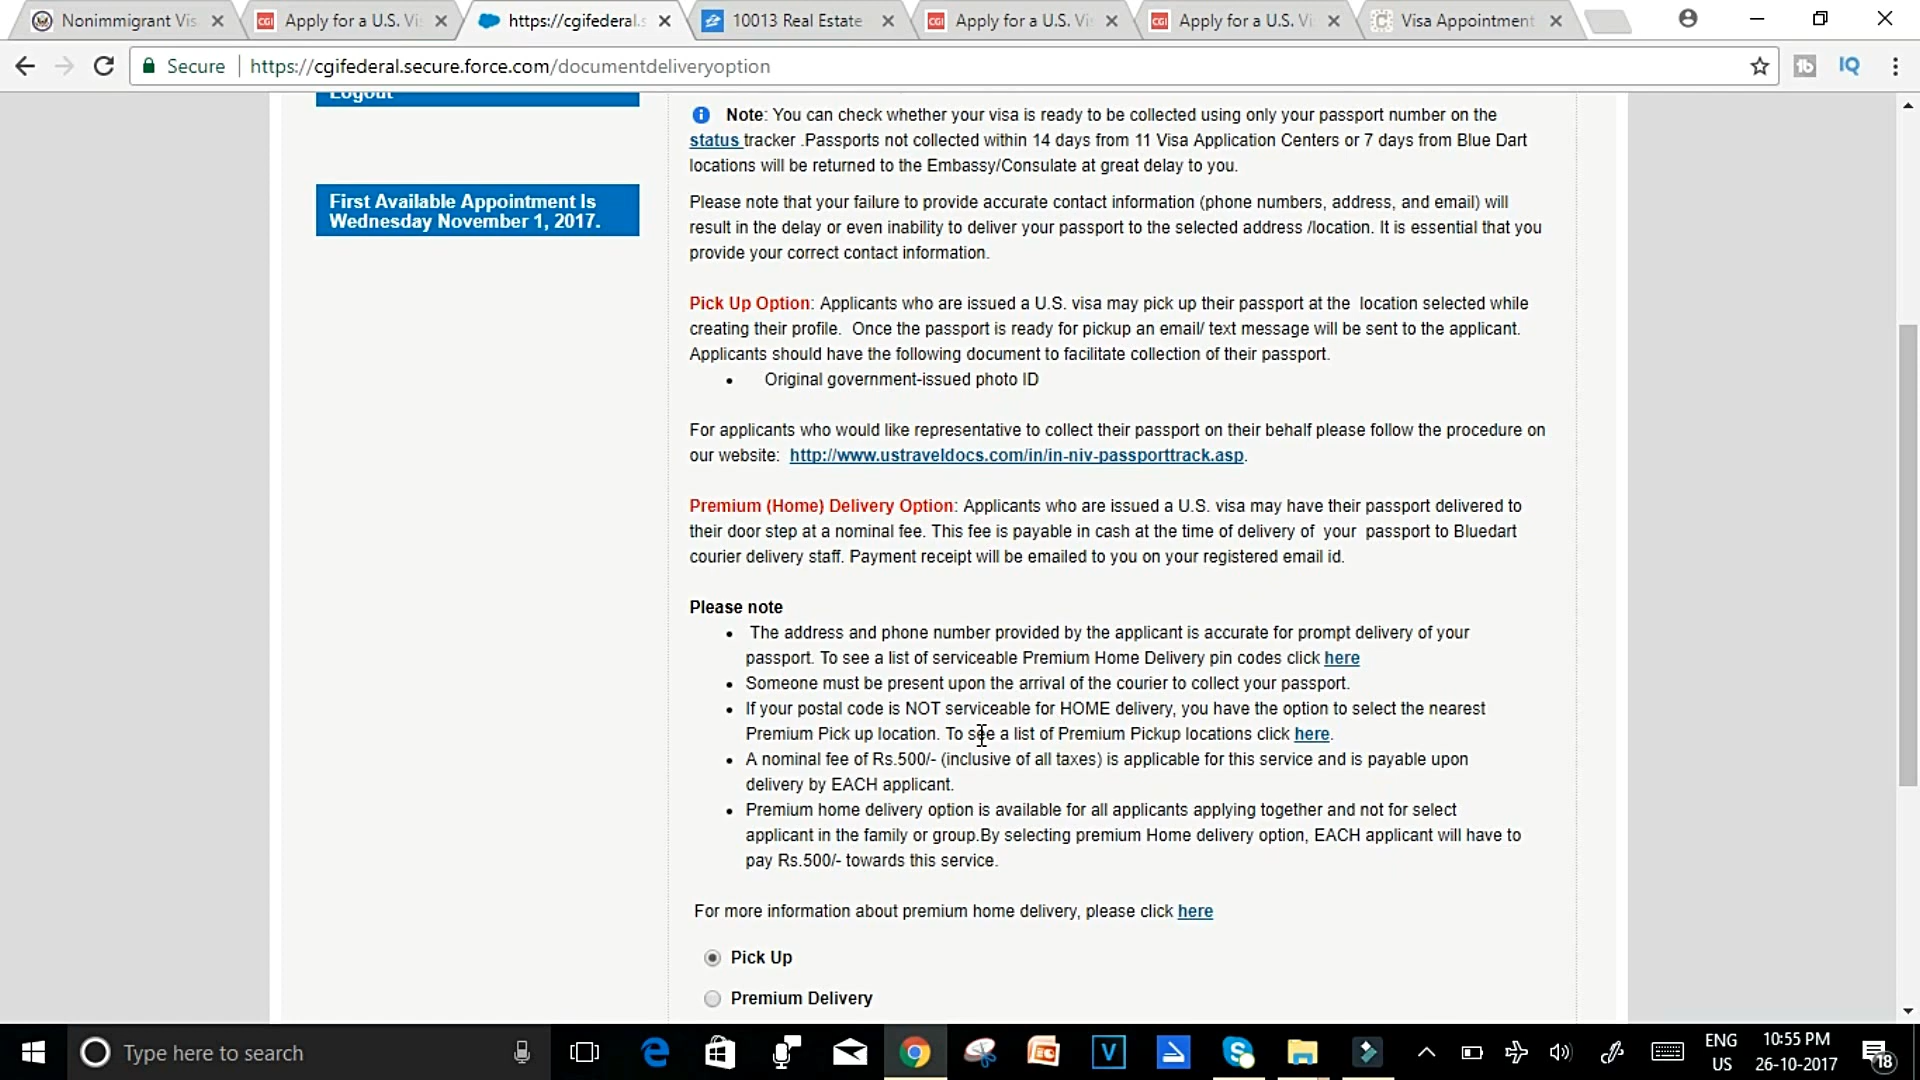 Nonimmigrant Vis
Apply for a U.S. Vi
https://cgifederal.s
10013 Real Estate
Apply for a U.S. Vi
Apply for a U.S. Vi
Visa Appointment
Secure
https://cgifederal.secure.force.com/documentdeliveryoption
Logout
First Available Appointment Is
Wednesday November 1, 2017.
Note: You can check whether your visa is ready to be collected using only your passport number on the
status tracker .Passports not collected within 14 days from 11 Visa Application Centers or 7 days from Blue Dart
locations will be returned to the Embassy/Consulate at great delay to you.
Please note that your failure to provide accurate contact information (phone numbers, address, and email) will
result in the delay or even inability to deliver your passport to the selected address /location. It is essential that you
provide your correct contact information.
Pick Up Option: Applicants who are issued a U.S. visa may pick up their passport at the location selected while
creating their profile. Once the passport is ready for pickup an email/ text message will be sent to the applicant.
Applicants should have the following document to facilitate collection of their passport.
• Original government-issued photo ID
For applicants who would like representative to collect their passport on their behalf please follow the procedure on
our website: http://www.ustraveldocs.com/in/in-niv-passporttrack.asp.
Premium (Home) Delivery Option: Applicants who are issued a U.S. visa may have their passport delivered to
their door step at a nominal fee. This fee is payable in cash at the time of delivery of your passport to Bluedart
courier delivery staff. Payment receipt will be emailed to you on your registered email id.
Please note
• The address and phone number provided by the applicant is accurate for prompt delivery of your
passport. To see a list of serviceable Premium Home Delivery pin codes click here
• Someone must be present upon the arrival of the courier to collect your passport.
• If your postal code is NOT serviceable for HOME delivery, you have the option to select the nearest
Premium Pick up location. To see a list of Premium Pickup locations click here.
• A nominal fee of Rs.500/- (inclusive of all taxes) is applicable for this service and is payable upon
delivery by EACH applicant.
• Premium home delivery option is available for all applicants applying together and not for select
applicant in the family or group.By selecting premium Home delivery option, EACH applicant will have to
pay Rs.500/- towards this service.
For more information about premium home delivery, please click here
Pick Up
Premium Delivery
Type here to search
ENG
US
10:55 PM
26-10-2017
18